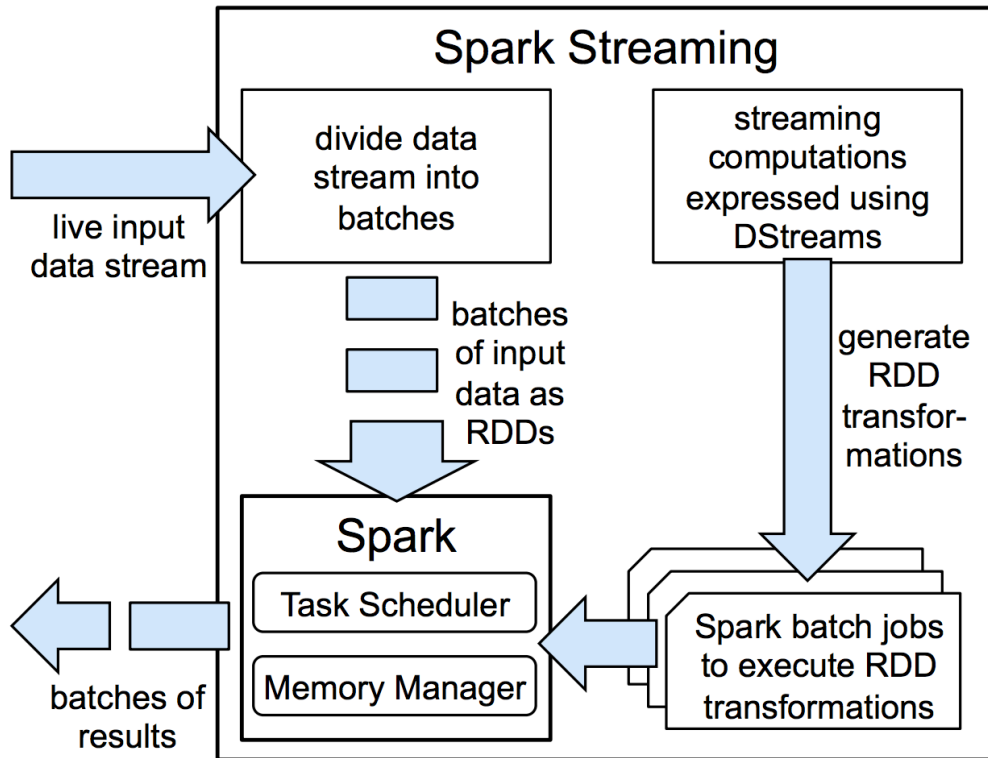 Spark Streaming
divide data
stream into
batches
streaming
computations
expressed using
DStreams
live input
data stream
batches
of input
data as
RDDs
generate
RDD
transfor-
mations
Spark
Task Scheduler
Memory Manager
Spark batch jobs
to execute RDD
transformations
batches of
results